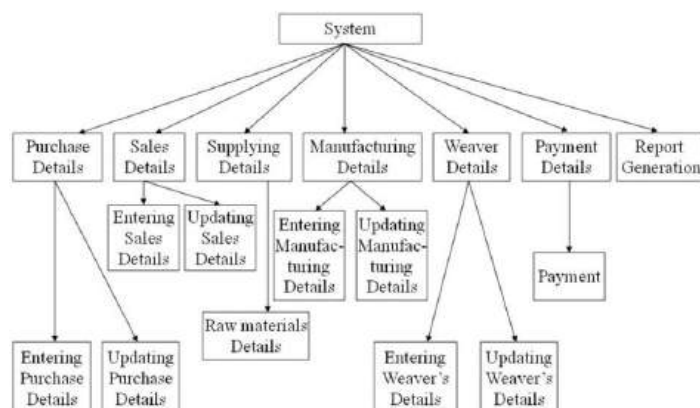 System
Purchase
Details
Sales
Details
Supplying
Details
Manufacturing
Details
Weaver
Details
Payment
Details
Report
Generation
Entering
Sales
Details
Updating
Sales
Details
Entering
Manufac-
turing
Details
Updating
Manufac-
turing
Details
Payment
Raw materials
Details
Entering
Purchase
Details
Updating
Purchase
Details
Entering
Weaver's
Details
Updating
Weaver's
Details